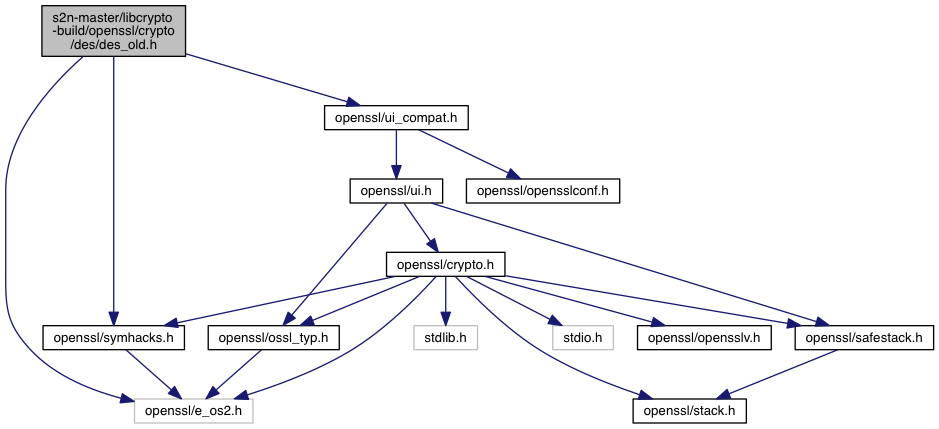 s2n-master/libcrypto
-build/openssl/crypto
/des/des_old.h
openssl/ui_compat.h
openssl/ui.h
openssl/opensslconf.h
openssl/crypto.h
openssl/symhacks.h
openssl/ossl_typ.h
stdlib.h
stdio.h
openssl/opensslv.h
openssl/safestack.h
openssl/e_os2.h
openssl/stack.h